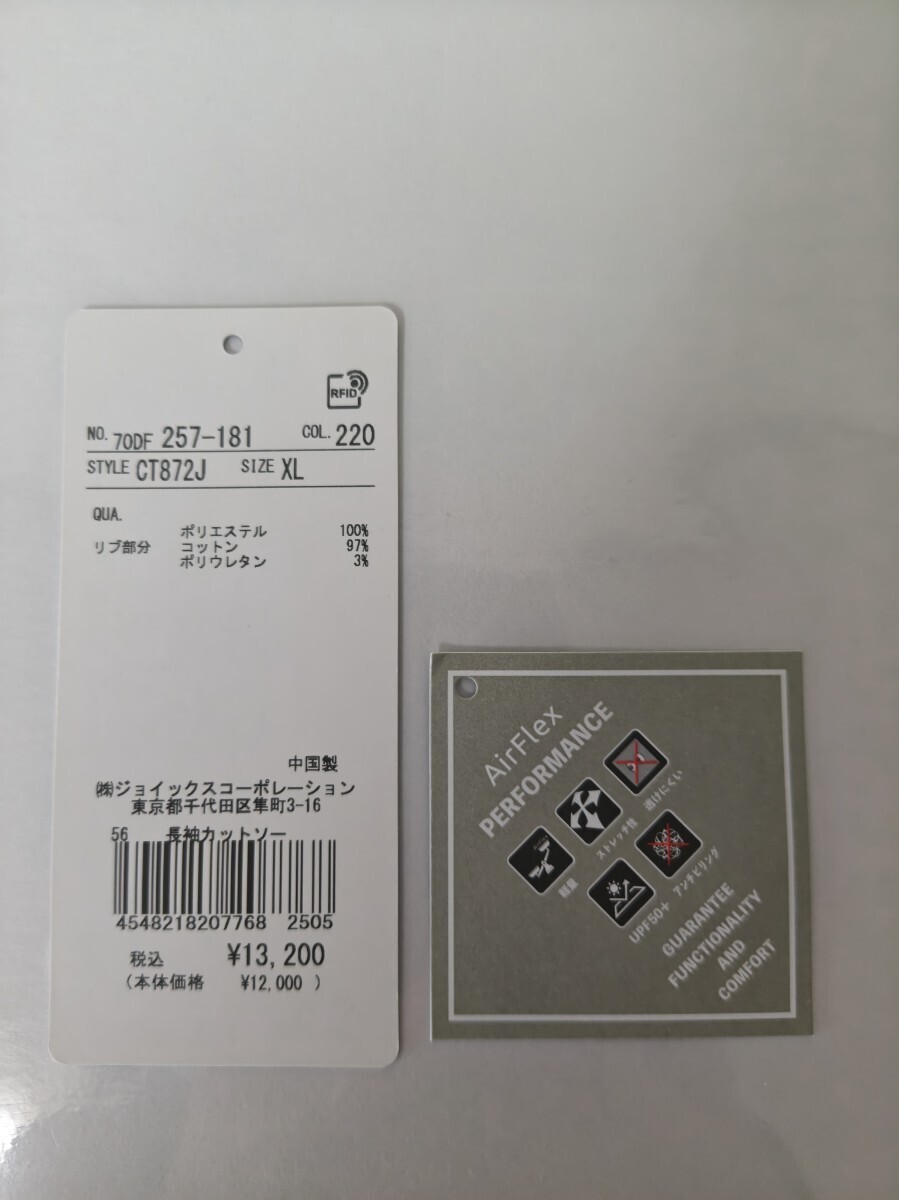 RFID
NO. 70DF 257-181 COL. 220
STYLE CT872J SIZE XL
QUA.
ポリエステル 100%
リブ部分 コットン 97%
ポリウレタン 3%
中国製
㈱ジョイックスコーポレーション
東京都千代田区隼町3-16
56 長袖カットソー
4548218207768 2505
税込 ¥13,200
(本体価格 ¥12,000 )
AirFlex
PERFORMANCE
軽量
ストレッチ性
透けにくい
UPF50+
アンチピリング
GUARANTEE
FUNCTIONALITY
AND
COMFORT